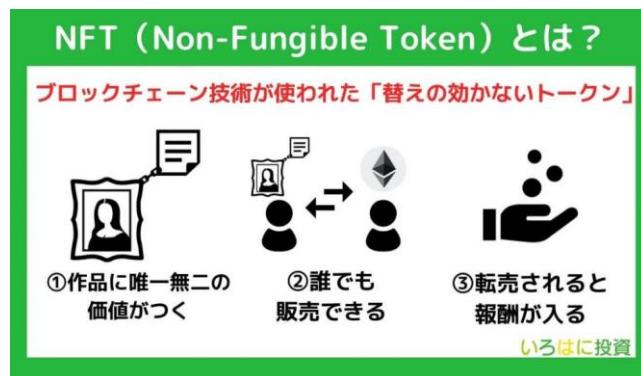 NFT（Non-Fungible Token）とは？
ブロックチェーン技術が使われた「替えの効かないトークン」
①作品に唯一無二の
価値がつく
②誰でも
販売できる
③転売されると
報酬が入る
いろはに投資